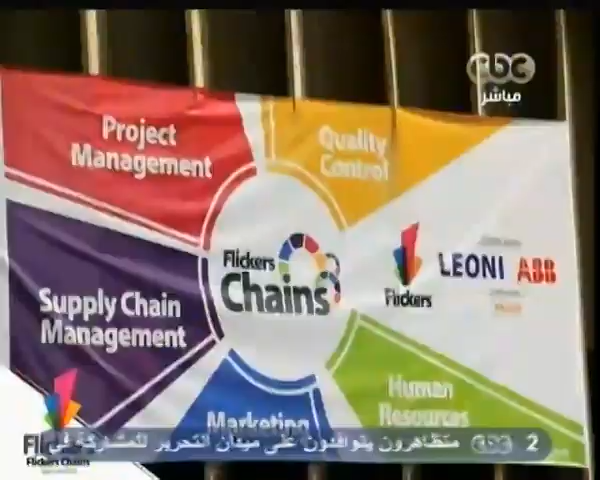 cbc
مباشر
Project
Management
Quality
Control
Flickers
Chains
Flickers
LEONI ABB
Supply Chain
Management
Human
Resources
Marketing
متظاهرون يتوافدون على ميدان التحرير للمشاركة في
cbc 2
Flickers Chains